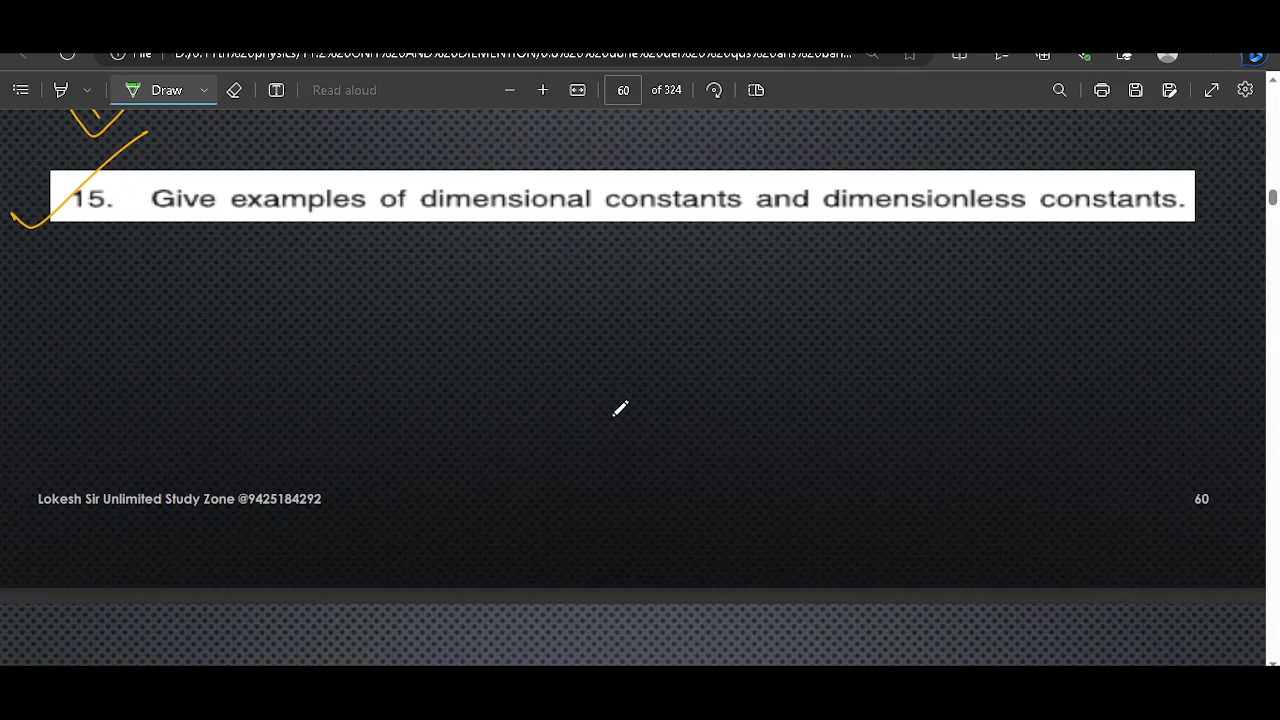 Draw
Read aloud
60 of 324
15. Give examples of dimensional constants and dimensionless constants.
Lokesh Sir Unlimited Study Zone @9425184292
60